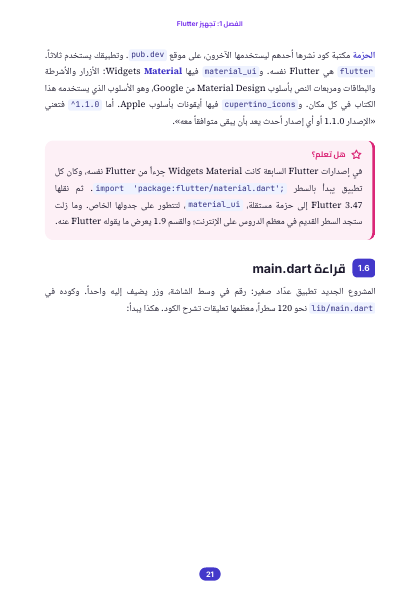 الفصل 1: تجهيز Flutter
الحزمة مكتبة كود نشرها أحدهم ليستخدمها الآخرون، على موقع pub.dev. وتطبيقك يستخدم ثلاثاً.
flutter هي Flutter نفسه. و material_ui فيها Material Widgets: الأزرار والأشرطة
والبطاقات ومربعات النص بأسلوب Material Design من Google، وهو الأسلوب الذي يستخدمه هذا
الكتاب في كل مكان. و cupertino_icons فيها أيقونات بأسلوب Apple. أما ^1.1.0 فتعني
«الإصدار 1.1.0 أو أي إصدار أحدث يعد بأن يبقى متوافقاً معه».
هل تعلم؟
في إصدارات Flutter السابقة كانت Widgets Material جزءاً من Flutter نفسه، وكان كل
تطبيق يبدأ بالسطر import 'package:flutter/material.dart';. ثم نقلها
Flutter 3.47 إلى حزمة مستقلة، material_ui، لتتطور على جدولها الخاص. وما زلت
ستجد السطر القديم في معظم الدروس على الإنترنت؛ والقسم 1.9 يعرض ما يقوله Flutter عنه.
1.6 قراءة main.dart
المشروع الجديد تطبيق عدّاد صغير: رقم في وسط الشاشة، وزر يضيف إليه واحداً. وكوده في
lib/main.dart نحو 120 سطراً، معظمها تعليقات تشرح الكود. هكذا يبدأ:
21